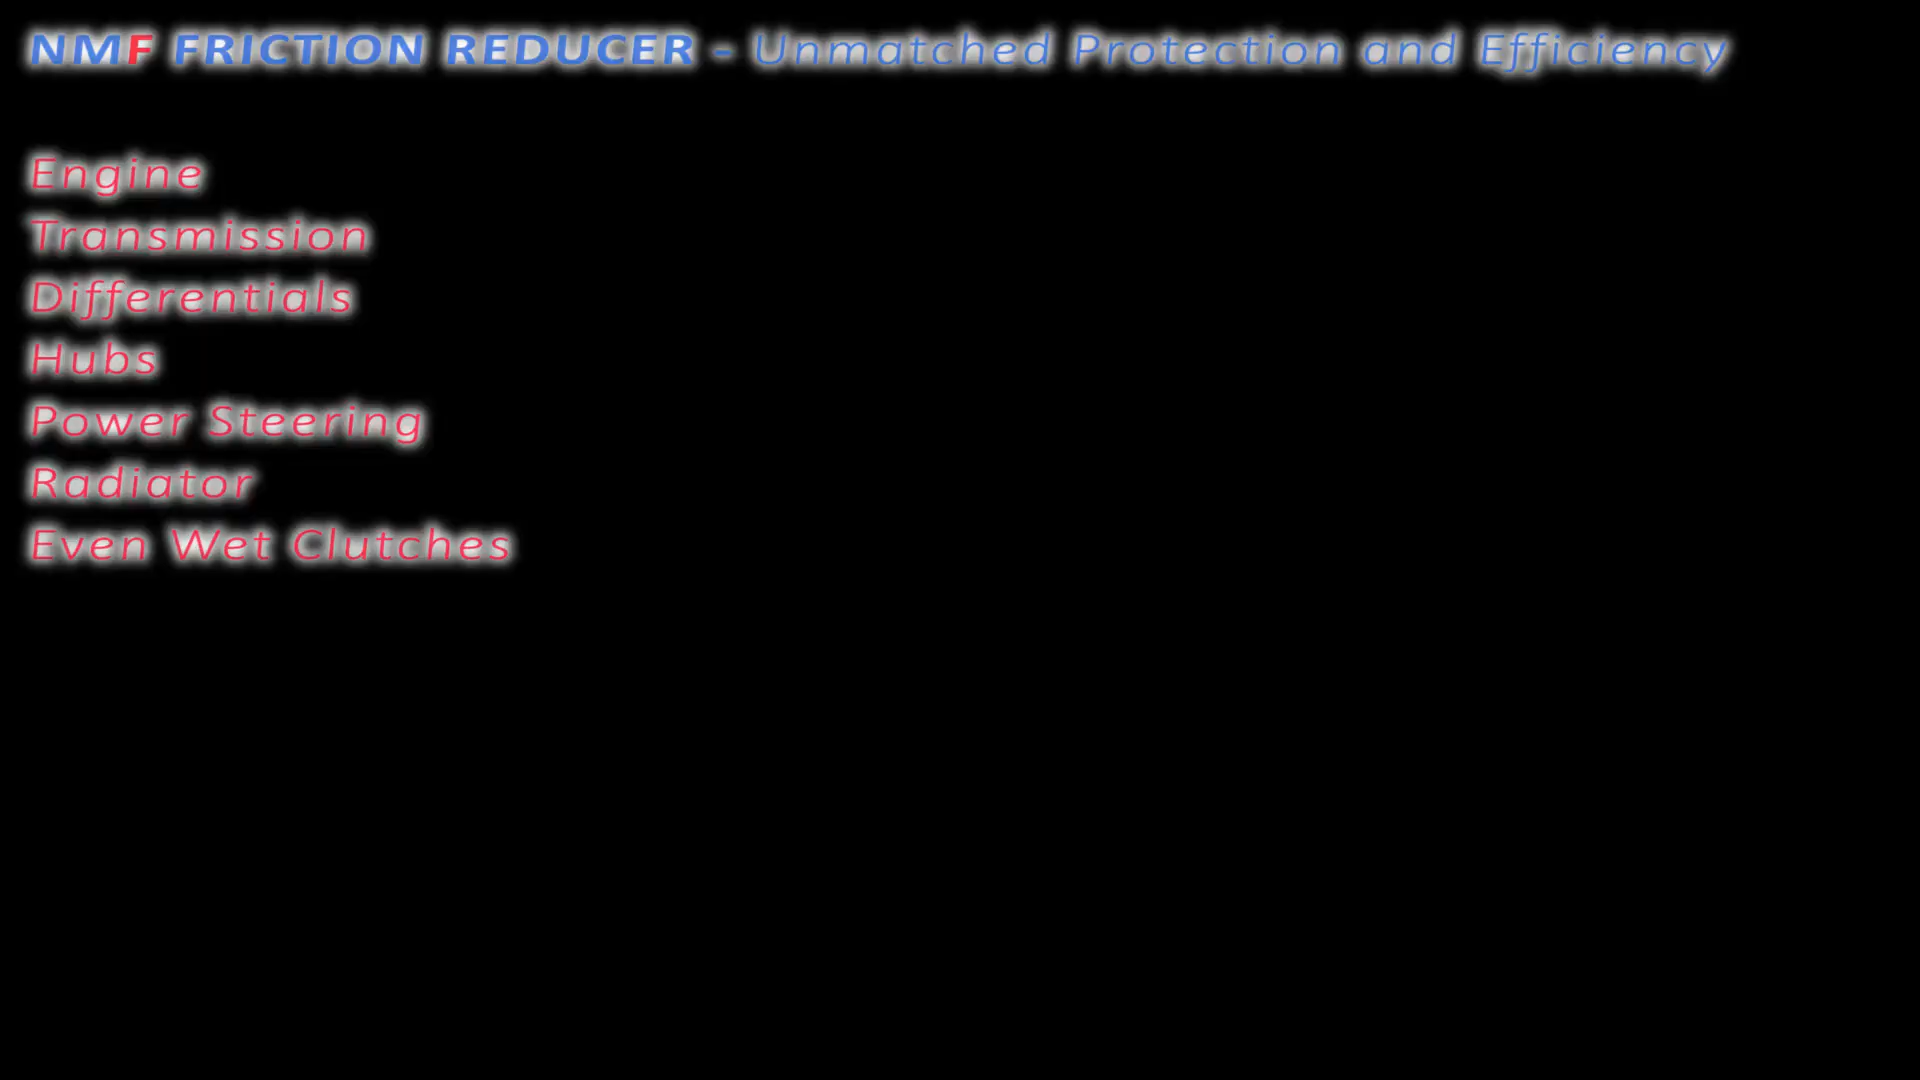 NMF FRICTION REDUCER – Unmatched Protection and Efficiency
Engine
Transmission
Differentials
Hubs
Power Steering
Radiator
Even Wet Clutches